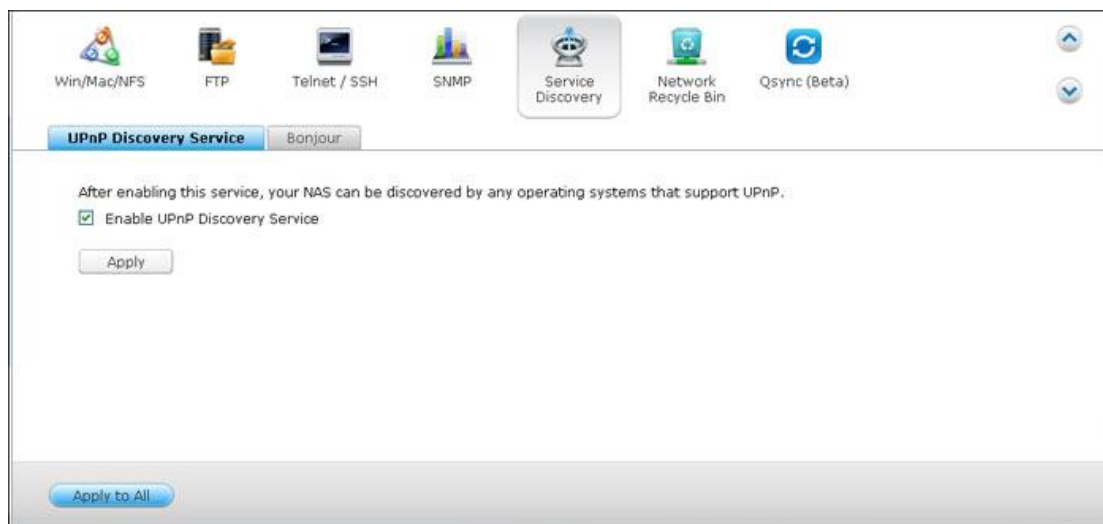 Win/Mac/NFS
FTP
Telnet / SSH
SNMP
Service
Discovery
Network
Recycle Bin
Qsync (Beta)
UPnP Discovery Service
Bonjour
After enabling this service, your NAS can be discovered by any operating systems that support UPnP.
Enable UPnP Discovery Service
Apply
Apply to All